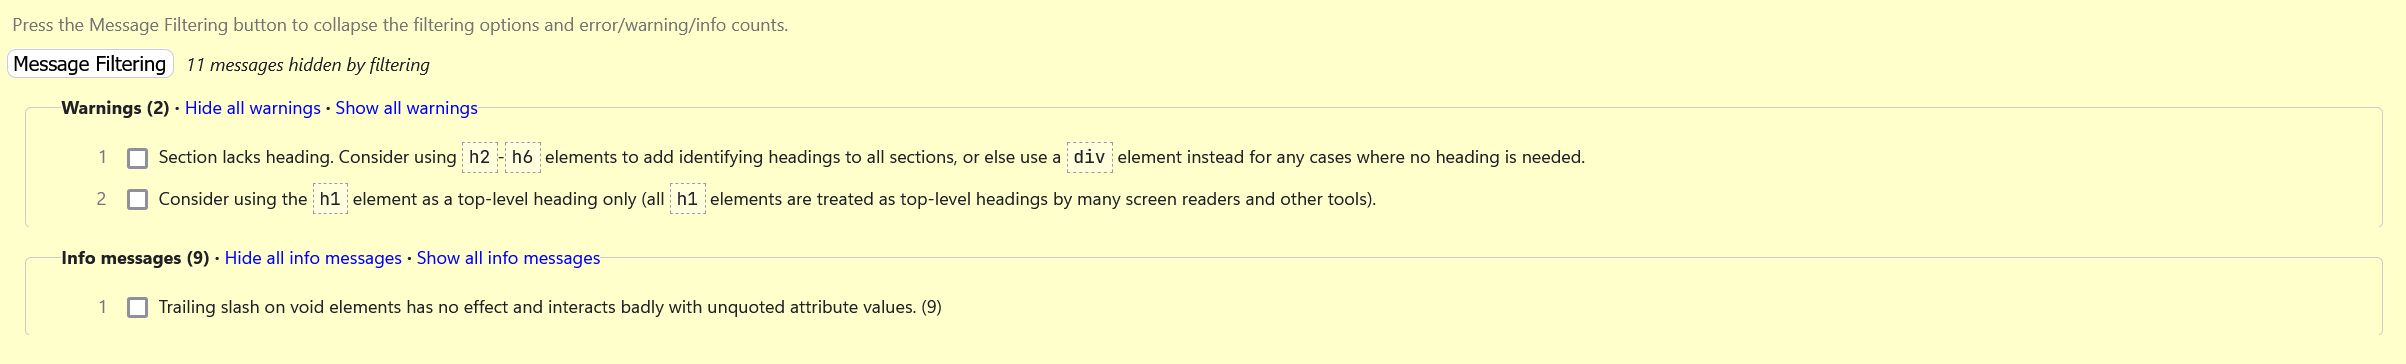 Press the Message Filtering button to collapse the filtering options and error/warning/info counts.
Message Filtering 11 messages hidden by filtering
Warnings (2) · Hide all warnings · Show all warnings
1 Section lacks heading. Consider using h2-h6 elements to add identifying headings to all sections, or else use a div element instead for any cases where no heading is needed.
2 Consider using the h1 element as a top-level heading only (all h1 elements are treated as top-level headings by many screen readers and other tools).
Info messages (9) · Hide all info messages · Show all info messages
1 Trailing slash on void elements has no effect and interacts badly with unquoted attribute values. (9)